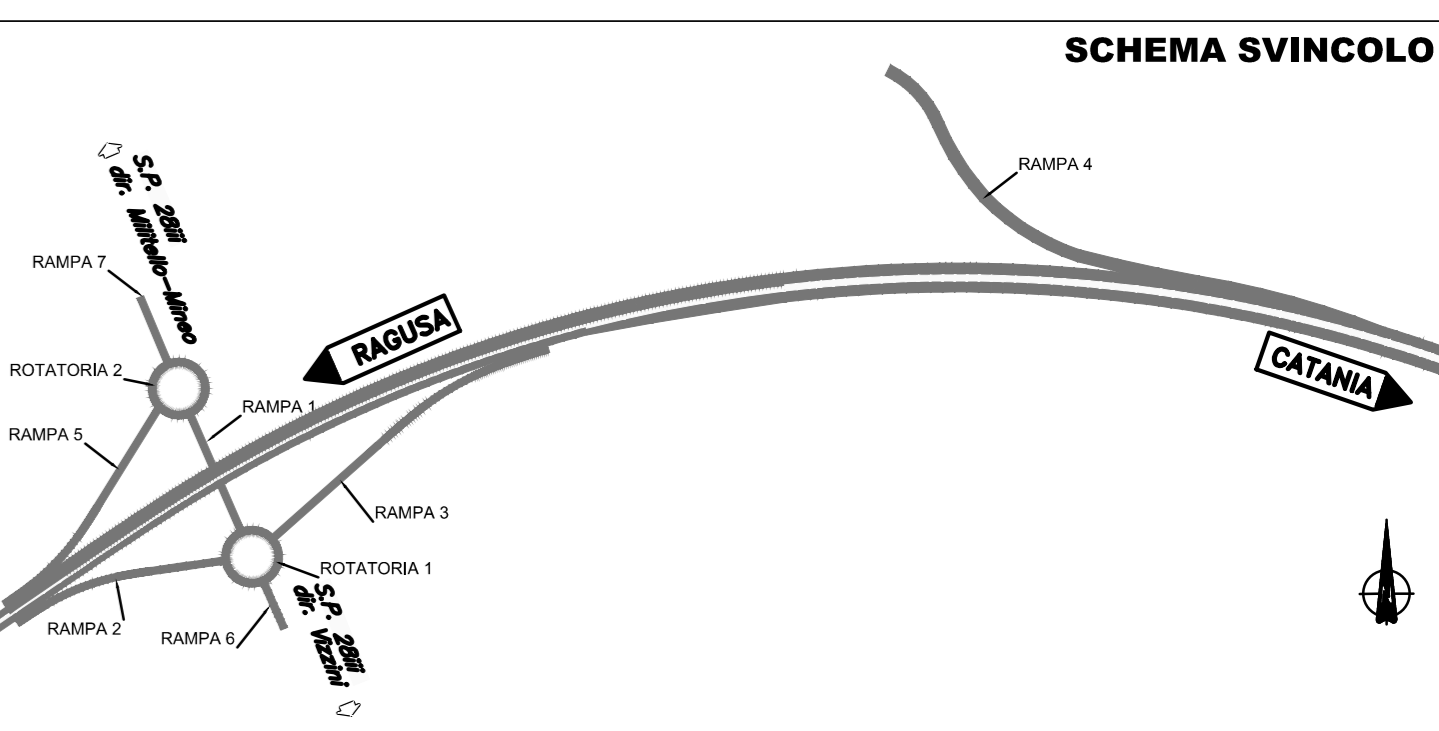 SCHEMA SVINCOLO
RAMPA 4
S.P. 28iii
dir. Militello-Mineo
RAMPA 7
RAGUSA
ROTATORIA 2
CATANIA
RAMPA 1
RAMPA 5
RAMPA 3
ROTATORIA 1
S.P. 28iii
dir. Vizzini
RAMPA 2
RAMPA 6